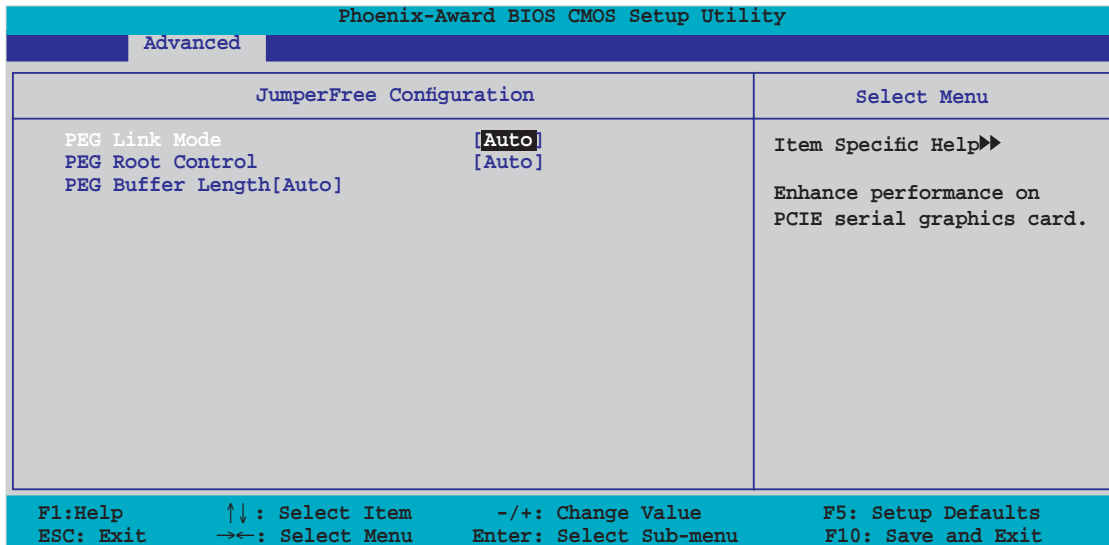 Phoenix-Award BIOS CMOS Setup Utility
Advanced
JumperFree Configuration
Select Menu
PEG Link Mode [Auto]
PEG Root Control [Auto]
PEG Buffer Length[Auto]
Item Specific Help▶▶
Enhance performance on
PCIE serial graphics card.
F1:Help ↑↓: Select Item -/+: Change Value F5: Setup Defaults
ESC: Exit →←: Select Menu Enter: Select Sub-menu F10: Save and Exit